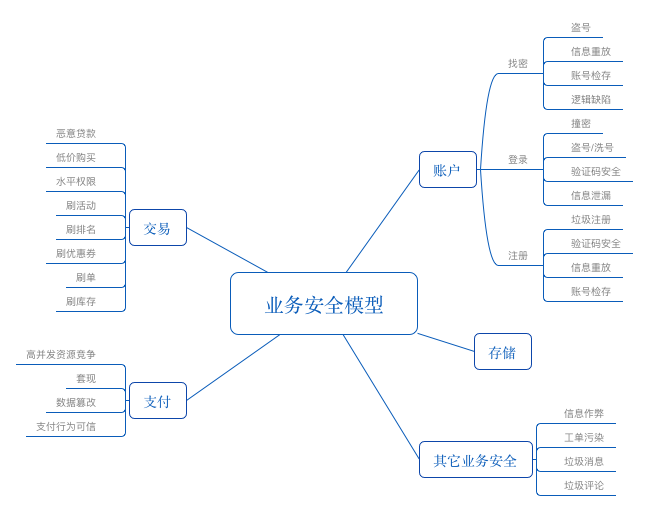 业务安全模型
账户
找密
盗号
信息重放
账号检存
逻辑缺陷
登录
撞密
盗号/洗号
验证码安全
信息泄漏
注册
垃圾注册
验证码安全
信息重放
账号检存
存储
其它业务安全
信息作弊
工单污染
垃圾消息
垃圾评论
交易
恶意贷款
低价购买
水平权限
刷活动
刷排名
刷优惠券
刷单
刷库存
支付
高并发资源竞争
套现
数据篡改
支付行为可信